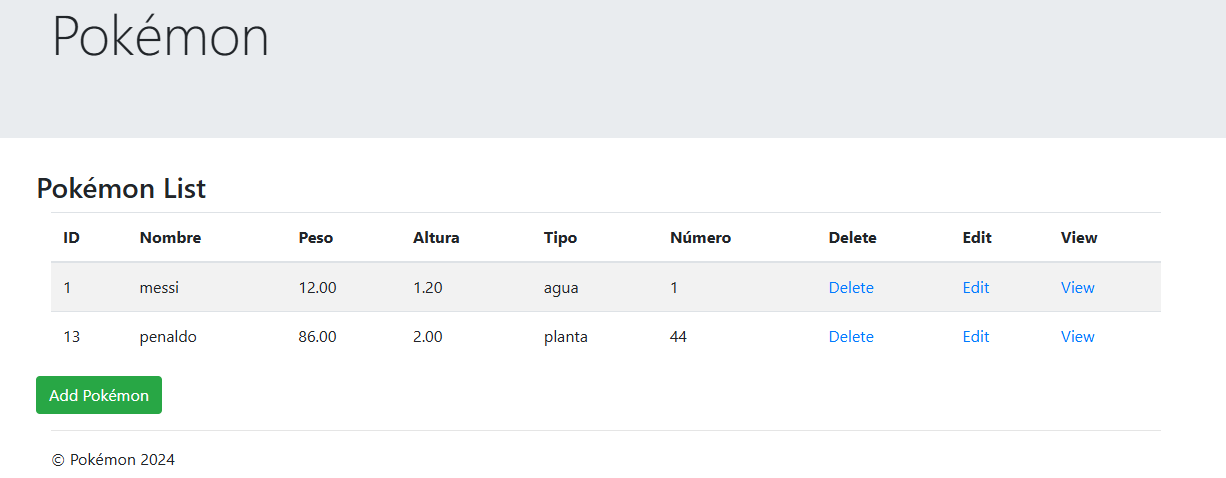 Pokémon
Pokémon List
ID Nombre Peso Altura Tipo Número Delete Edit View
1 messi 12.00 1.20 agua 1 Delete Edit View
13 penaldo 86.00 2.00 planta 44 Delete Edit View
Add Pokémon
© Pokémon 2024